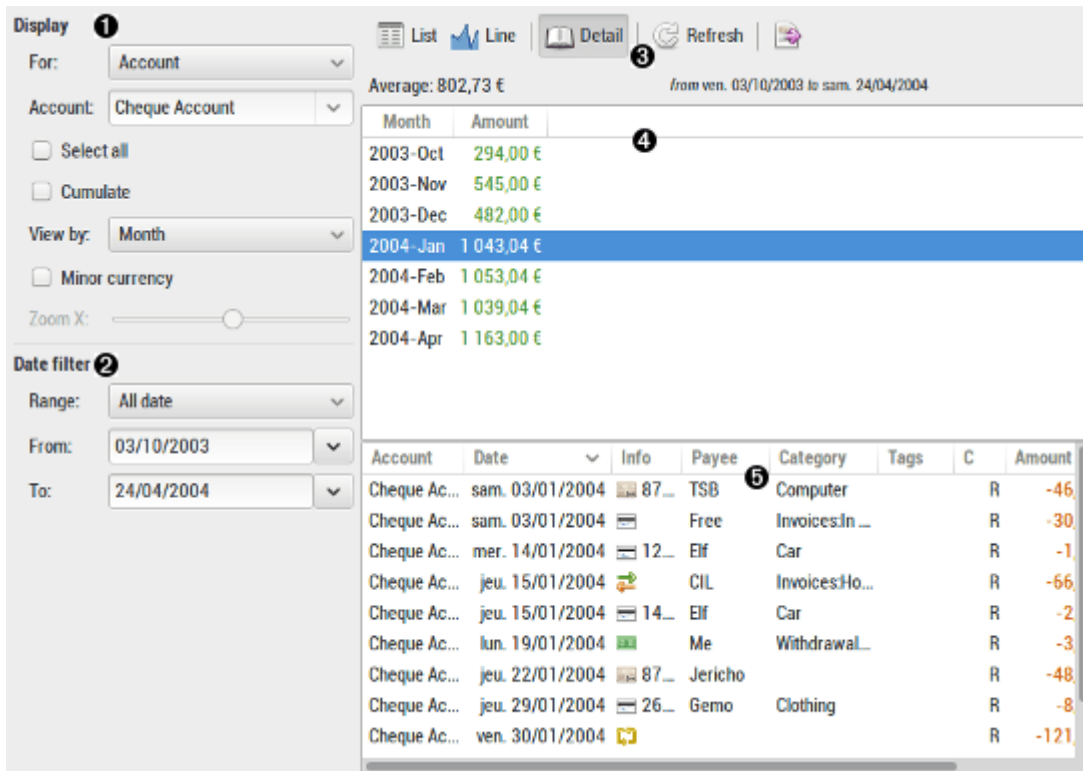 Display ❶
For: Account
Account: Cheque Account
Select all
Cumulate
View by: Month
Minor currency
Zoom X:
Date filter ❷
Range: All date
From: 03/10/2003
To: 24/04/2004
List Line Detail Refresh
❸
Average: 802,73 € from ven. 03/10/2003 to sam. 24/04/2004
Month Amount
❹
2003-Oct 294,00 €
2003-Nov 545,00 €
2003-Dec 482,00 €
2004-Jan 1 043,04 €
2004-Feb 1 053,04 €
2004-Mar 1 039,04 €
2004-Apr 1 163,00 €
Account Date Info Payee Category Tags C Amount
❺
Cheque Ac... sam. 03/01/2004 87... TSB Computer R -46,
Cheque Ac... sam. 03/01/2004 Free Invoices:In ... R -30,
Cheque Ac... mer. 14/01/2004 12... Elf Car R -1,
Cheque Ac... jeu. 15/01/2004 CIL Invoices:Ho... R -66,
Cheque Ac... jeu. 15/01/2004 14... Elf Car R -2,
Cheque Ac... lun. 19/01/2004 Me Withdrawal... R -3,
Cheque Ac... jeu. 22/01/2004 87... Jericho R -48,
Cheque Ac... jeu. 29/01/2004 26... Gemo Clothing R -8,
Cheque Ac... ven. 30/01/2004 R -121,